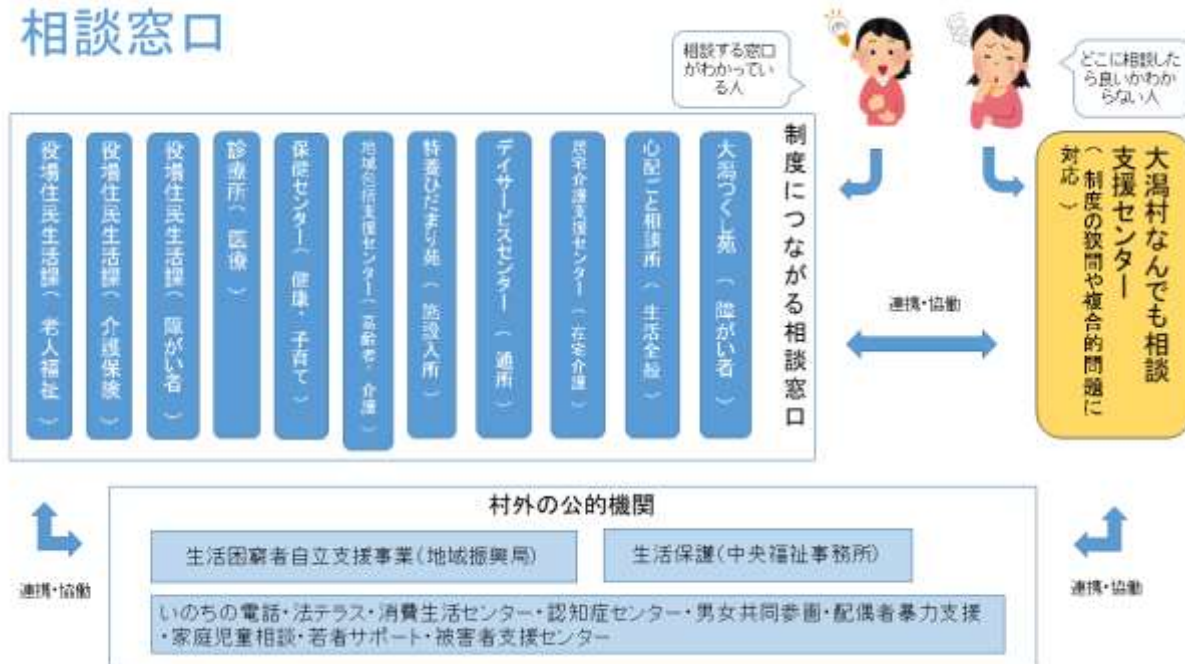 相談窓口
相談する窓口
がわかってい
る人
どこに相談した
ら良いかわか
らない人
制度につながる相談窓口
大潟つくし苑（障がい者）
心配ごと相談所（生活全般）
居宅介護支援センター（在宅介護）
デイサービスセンター（通所）
特養ひだまり苑（施設入所）
地域包括支援センター（高齢者・介護）
保健センター（健康・子育て）
診療所（医療）
役場住民生活課（障がい者）
役場住民生活課（介護保険）
役場住民生活課（老人福祉）
連携・協働
大潟村なんでも相談
支援センター
（制度の狭間や複合的問題に
対応）
村外の公的機関
生活困窮者自立支援事業(地域振興局)
生活保護(中央福祉事務所)
いのちの電話・法テラス・消費生活センター・認知症センター・男女共同参画・配偶者暴力支援
・家庭児童相談・若者サポート・被害者支援センター
連携・協働
連携・協働